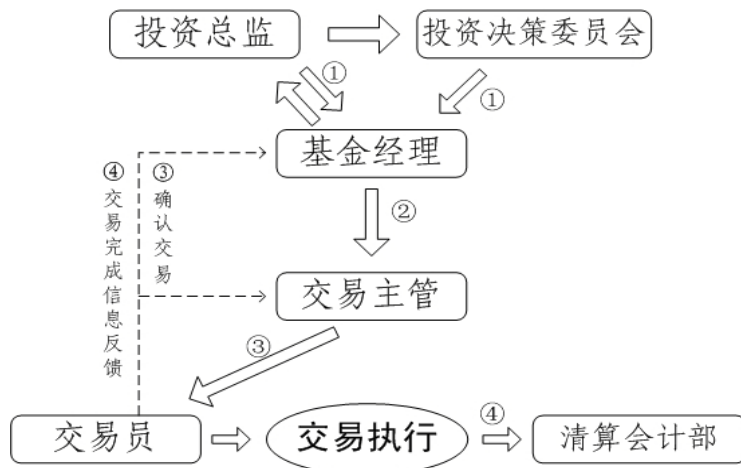 投资总监
投资决策委员会
①
①
基金经理
④交易完成信息反馈
③确认交易
②
交易主管
③
交易员
交易执行
④
清算会计部